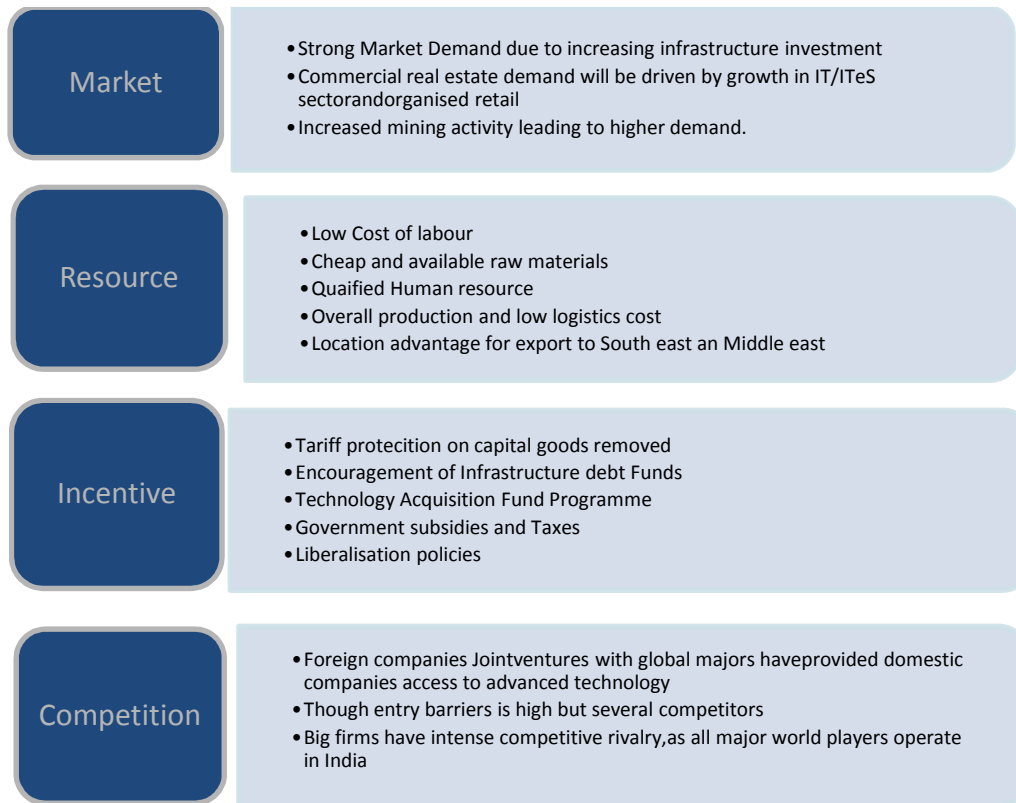 Market
•Strong Market Demand due to increasing infrastructure investment
•Commercial real estate demand will be driven by growth in IT/ITeS
sectorandorganised retail
•Increased mining activity leading to higher demand.
Resource
•Low Cost of labour
•Cheap and available raw materials
•Quaified Human resource
•Overall production and low logistics cost
•Location advantage for export to South east an Middle east
Incentive
•Tariff protecition on capital goods removed
•Encouragement of Infrastructure debt Funds
•Technology Acquisition Fund Programme
•Government subsidies and Taxes
•Liberalisation policies
Competition
•Foreign companies Jointventures with global majors haveprovided domestic
companies access to advanced technology
•Though entry barriers is high but several competitors
•Big firms have intense competitive rivalry,as all major world players operate
in India